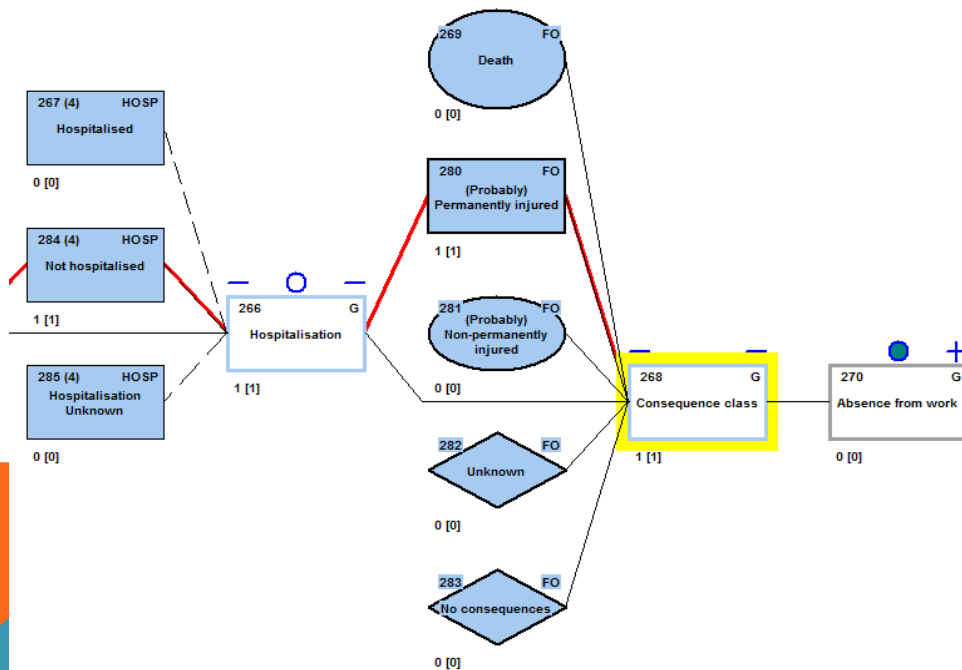 269 FO
Death
0 [0]
267 (4) HOSP
Hospitalised
0 [0]
280 FO
(Probably)
Permanently injured
1 [1]
284 (4) HOSP
Not hospitalised
1 [1]
266 G
Hospitalisation
1 [1]
281 FO
(Probably)
Non-permanently
injured
0 [0]
285 (4) HOSP
Hospitalisation
Unknown
0 [0]
268 G
Consequence class
1 [1]
270 G
Absence from work
0 [0]
282 FO
Unknown
0 [0]
283 FO
No consequences
0 [0]